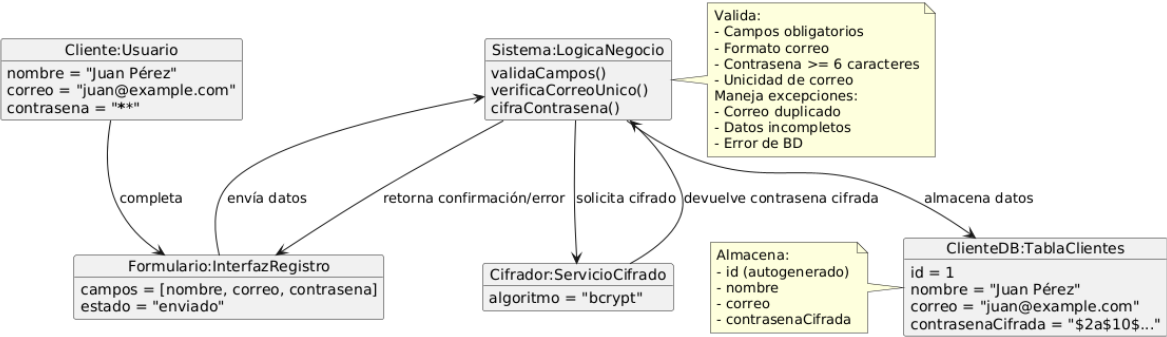 Cliente:Usuario
nombre = "Juan Pérez"
correo = "juan@example.com"
contrasena = "**"
Sistema:LogicaNegocio
validaCampos()
verificaCorreoUnico()
cifraContrasena()
Valida:
- Campos obligatorios
- Formato correo
- Contrasena >= 6 caracteres
- Unicidad de correo
Maneja excepciones:
- Correo duplicado
- Datos incompletos
- Error de BD
completa
envía datos
retorna confirmación/error
solicita cifrado
devuelve contrasena cifrada
almacena datos
Formulario:InterfazRegistro
campos = [nombre, correo, contrasena]
estado = "enviado"
Cifrador:ServicioCifrado
algoritmo = "bcrypt"
Almacena:
- id (autogenerado)
- nombre
- correo
- contrasenaCifrada
ClienteDB:TablaClientes
id = 1
nombre = "Juan Pérez"
correo = "juan@example.com"
contrasenaCifrada = "$2a$10$..."